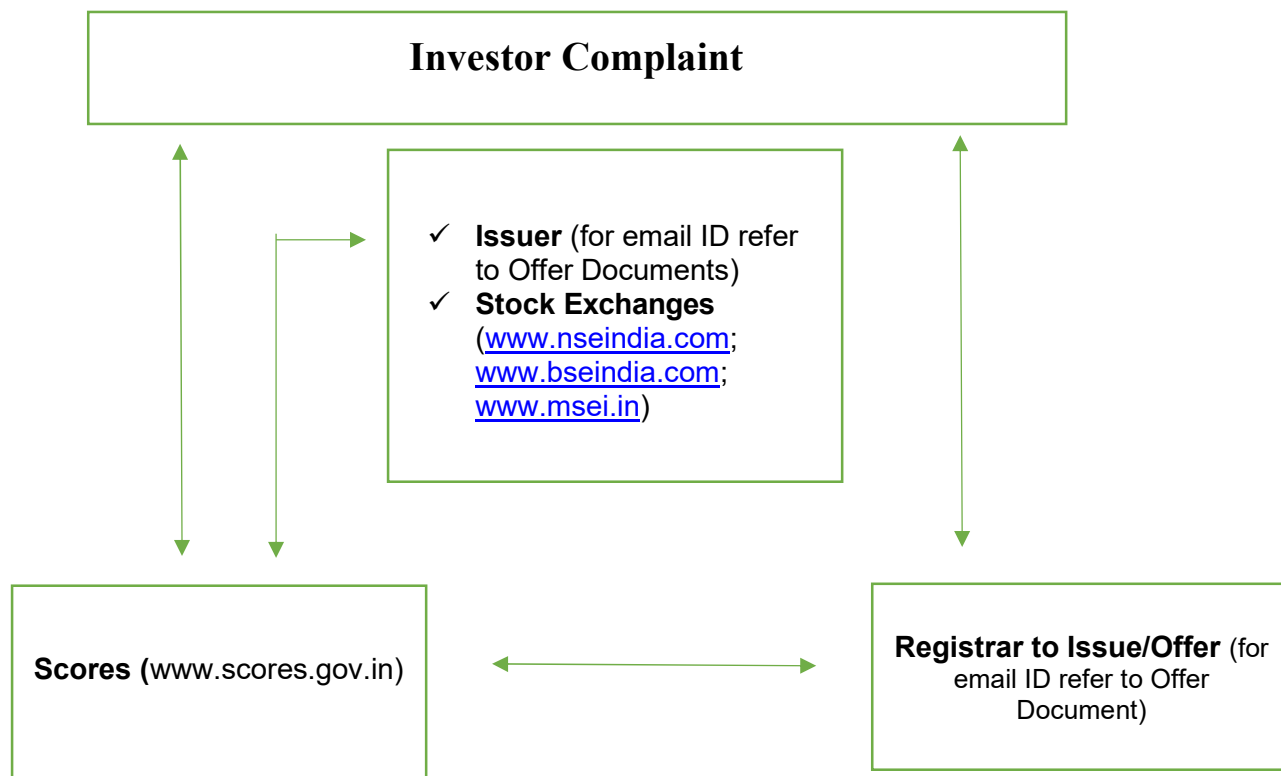 Investor Complaint
✓ Issuer (for email ID refer
to Offer Documents)
✓ Stock Exchanges
(www.nseindia.com;
www.bseindia.com;
www.msei.in)
Scores (www.scores.gov.in)
Registrar to Issue/Offer (for
email ID refer to Offer
Document)